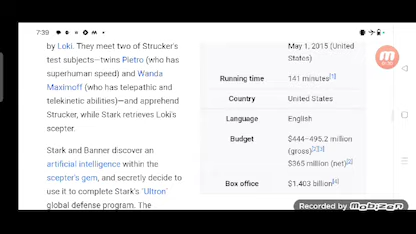 7:39
by Loki. They meet two of Strucker's
test subjects—twins Pietro (who has
superhuman speed) and Wanda
Maximoff (who has telepathic and
telekinetic abilities)—and apprehend
Strucker, while Stark retrieves Loki's
scepter.
Stark and Banner discover an
artificial intelligence within the
scepter's gem, and secretly decide to
use it to complete Stark's "Ultron"
global defense program. The
May 1, 2015 (United
States)
Running time 141 minutes[1]
Country United States
Language English
Budget $444–495.2 million
(gross)[2][3]
$365 million (net)[2]
Box office $1.403 billion[4]
Recorded by Mobizen